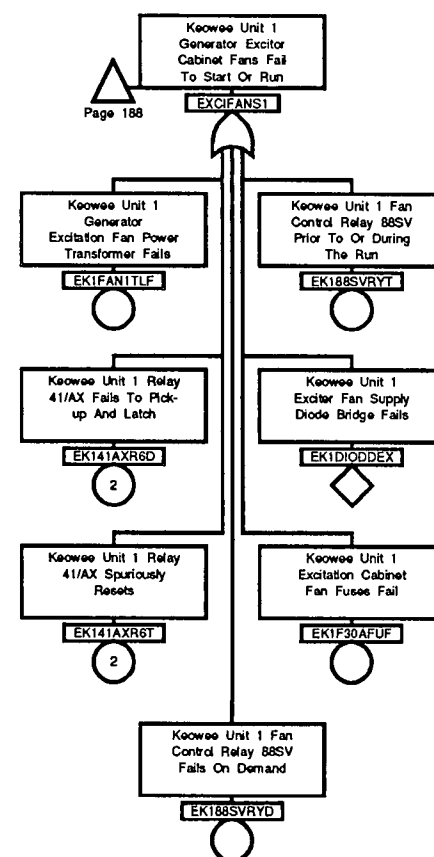 Keowee Unit 1
Generator Excitor
Cabinet Fans Fail
To Start Or Run
Page 188
EXCIFANS1
Keowee Unit 1
Generator
Excitation Fan Power
Transformer Fails
EK1FAN1TLF
Keowee Unit 1 Fan
Control Relay 88SV
Prior To Or During
The Run
EK188SVRYT
Keowee Unit 1 Relay
41/AX Fails To Pick-
up And Latch
EK141AXR6D
2
Keowee Unit 1
Exciter Fan Supply
Diode Bridge Fails
EK1DIODDEX
Keowee Unit 1 Relay
41/AX Spuriously
Resets
EK141AXR6T
2
Keowee Unit 1
Excitation Cabinet
Fan Fuses Fail
EK1F30AFUF
Keowee Unit 1 Fan
Control Relay 88SV
Fails On Demand
EK188SVRYD